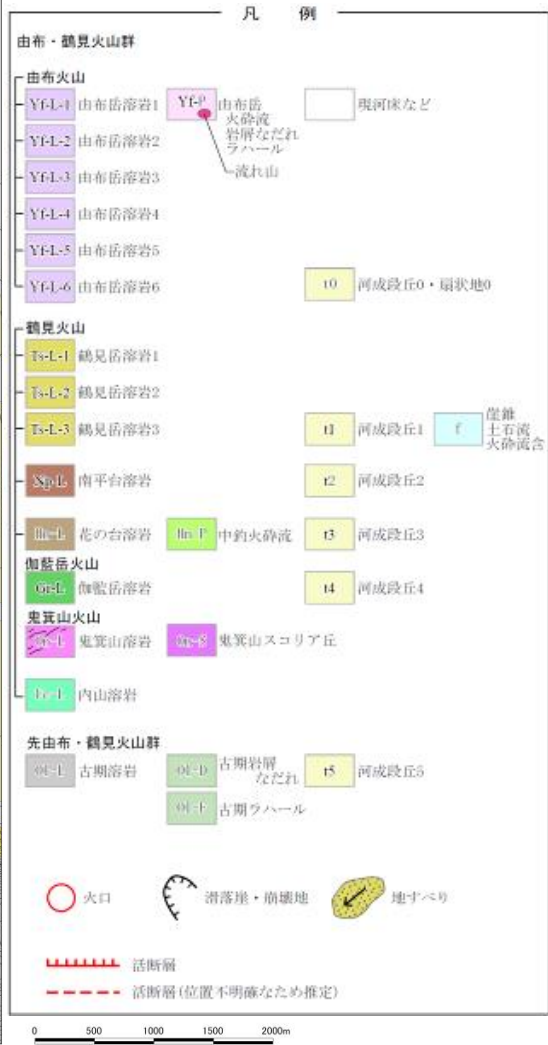 凡 例
由布・鶴見火山群
由布火山
Yf-L-1 由布岳溶岩1 Yf-P 由布岳 現河床など
火砕流
岩屑なだれ
ラハール
流れ山
Yf-L-2 由布岳溶岩2
Yf-L-3 由布岳溶岩3
Yf-L-4 由布岳溶岩4
Yf-L-5 由布岳溶岩5
Yf-L-6 由布岳溶岩6 t0 河成段丘0・扇状地0
鶴見火山
Ts-L-1 鶴見岳溶岩1
Ts-L-2 鶴見岳溶岩2
Ts-L-3 鶴見岳溶岩3 t1 河成段丘1 f 崖錐
土石流
火砕流含
Np-L 南平台溶岩 t2 河成段丘2
Hn-L 花の台溶岩 Hn-P 中釣火砕流 t3 河成段丘3
伽藍岳火山
Gr-L 伽藍岳溶岩 t4 河成段丘4
鬼箕山火山
鬼箕山溶岩 鬼箕山スコリア丘
内山溶岩
先由布・鶴見火山群
Ol-L 古期溶岩 Ol-D 古期岩屑 t5 河成段丘5
なだれ
古期ラハール
火口 滑落崖・崩壊地 地すべり
活断層
活断層(位置不明確なため推定)
0 500 1000 1500 2000m